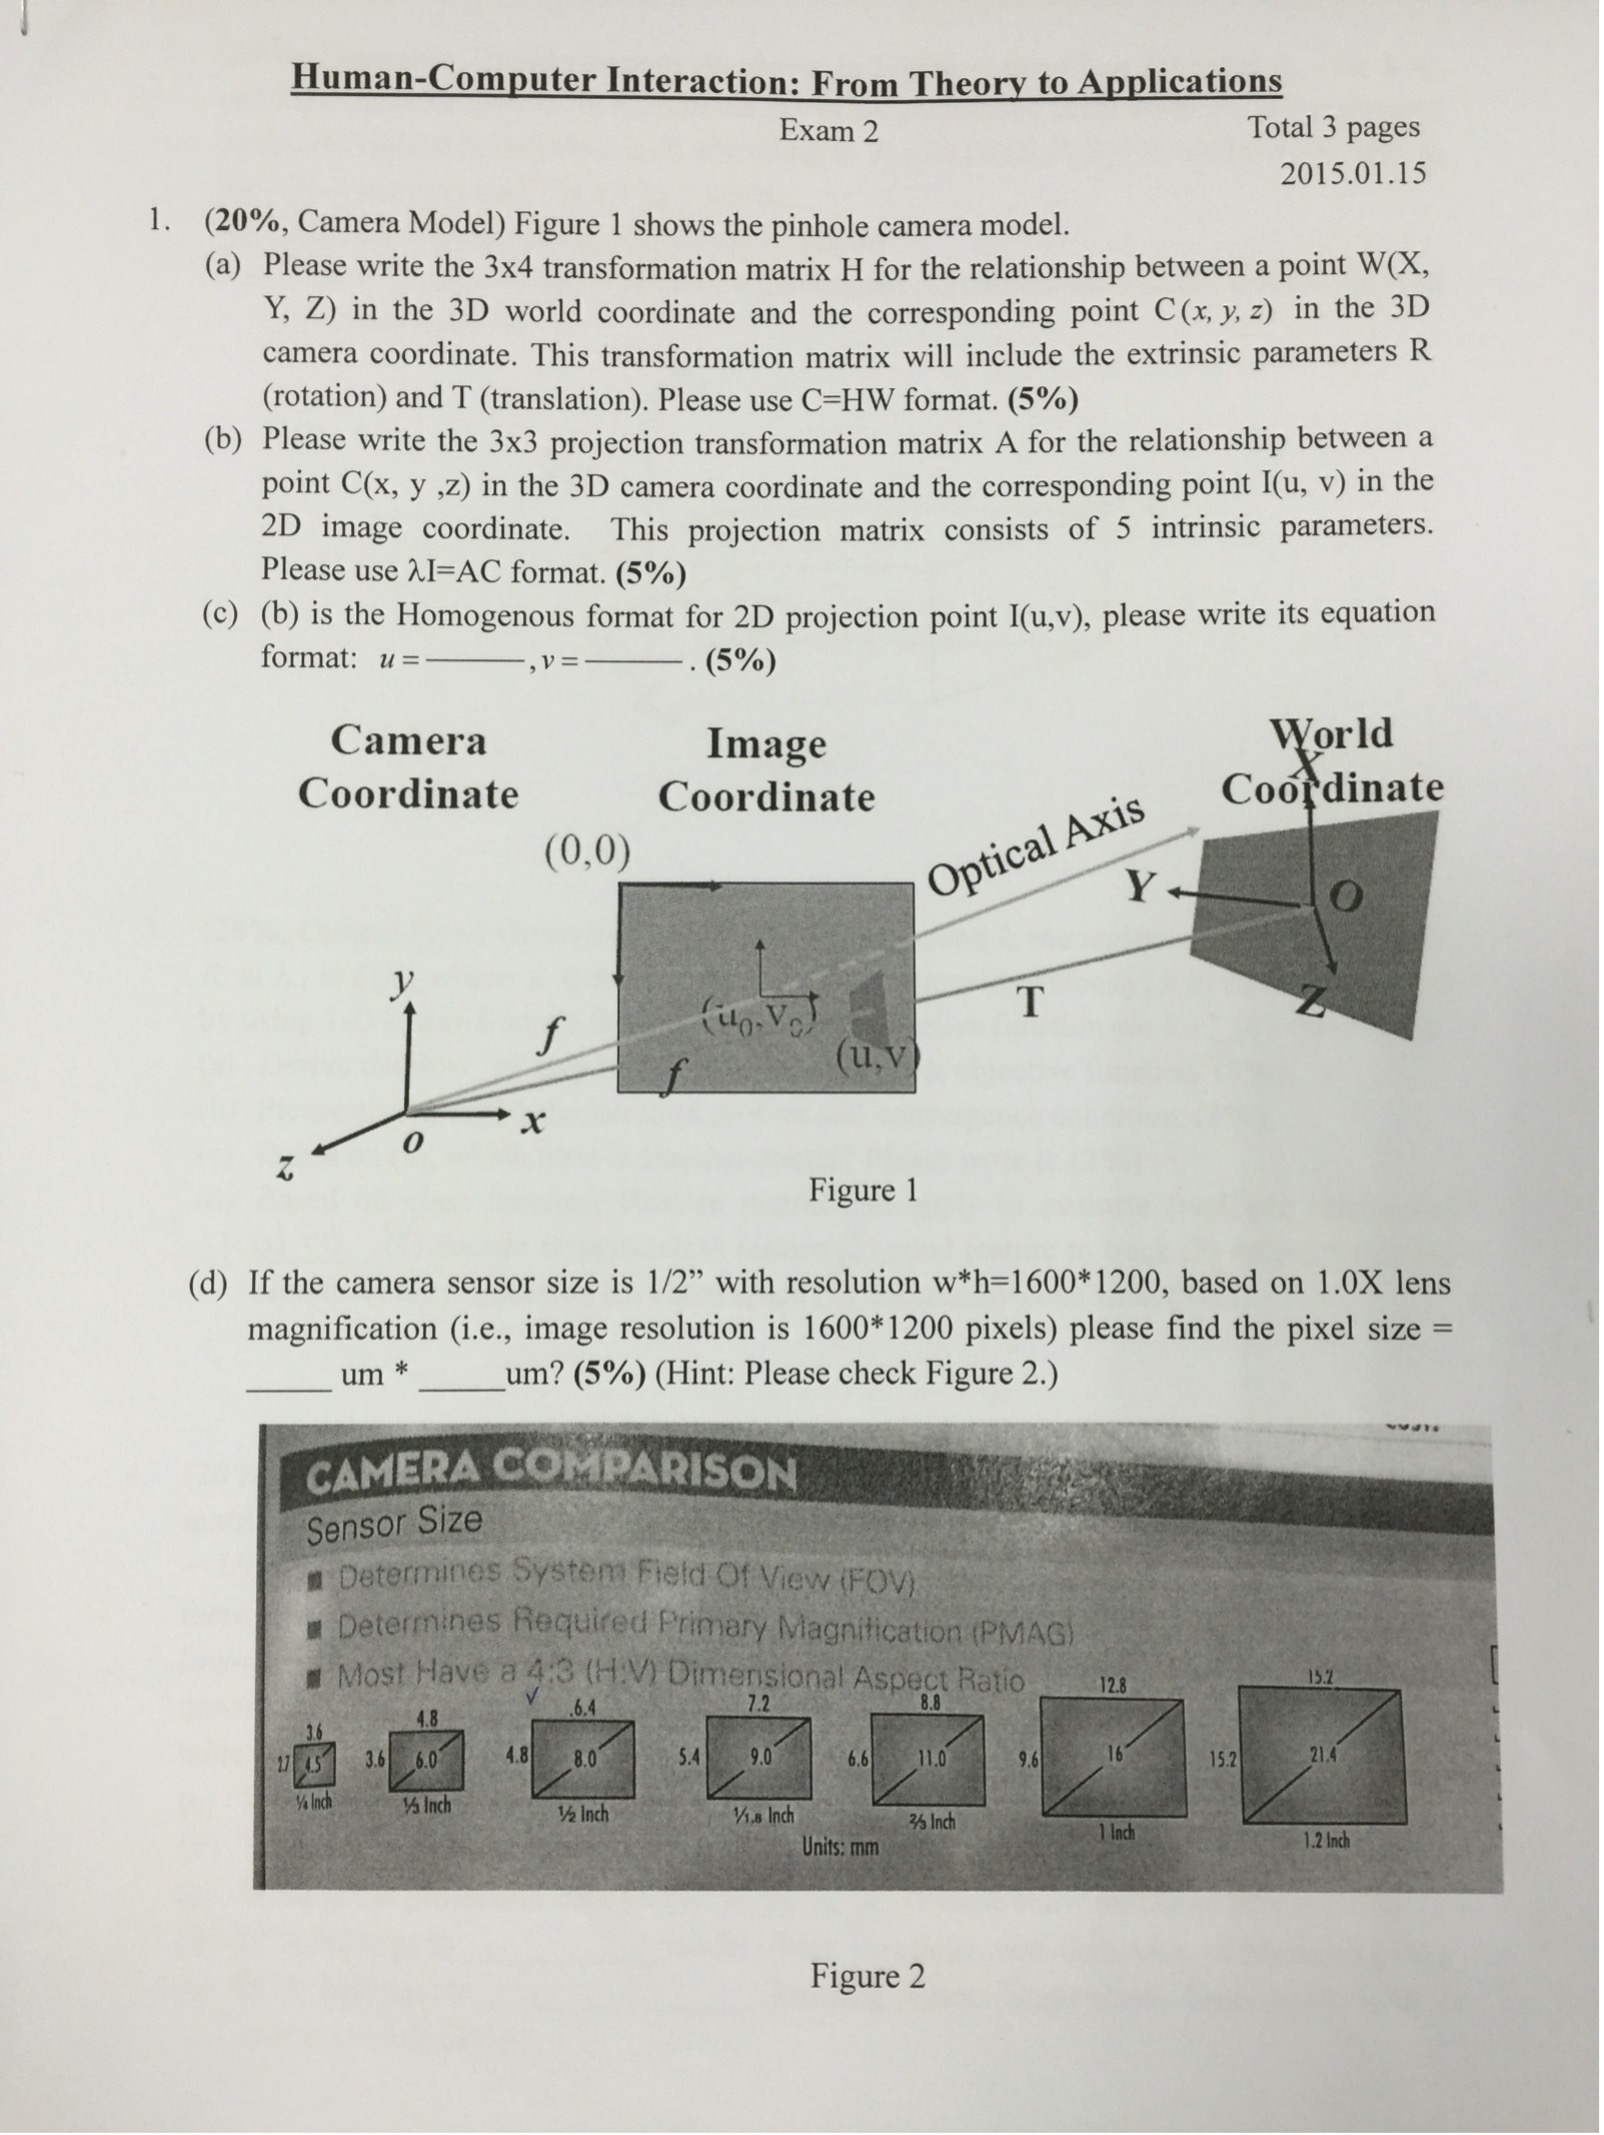 Human-Computer Interaction: From Theory to Applications
Exam 2
Total 3 pages
2015.01.15
1. (20%, Camera Model) Figure 1 shows the pinhole camera model.
(a) Please write the 3x4 transformation matrix H for the relationship between a point W(X,
Y, Z) in the 3D world coordinate and the corresponding point C(x, y, z) in the 3D
camera coordinate. This transformation matrix will include the extrinsic parameters R
(rotation) and T (translation). Please use C=HW format. (5%)
(b) Please write the 3x3 projection transformation matrix A for the relationship between a
point C(x, y ,z) in the 3D camera coordinate and the corresponding point I(u, v) in the
2D image coordinate. This projection matrix consists of 5 intrinsic parameters.
Please use λI=AC format. (5%)
(c) (b) is the Homogenous format for 2D projection point I(u,v), please write its equation
format: u = ———, v = ———. (5%)
Camera
Coordinate
Image
Coordinate
World
Coordinate
X
(0,0)
Optical Axis
Y
O
y
f
(u0,V0)
T
Z
(u,v)
f
x
o
z
Figure 1
(d) If the camera sensor size is 1/2” with resolution w*h=1600*1200, based on 1.0X lens
magnification (i.e., image resolution is 1600*1200 pixels) please find the pixel size =
_____ um * _____um? (5%) (Hint: Please check Figure 2.)
CAMERA COMPARISON
Sensor Size
■ Determines System Field Of View (FOV)
■ Determines Required Primary Magnification (PMAG)
■ Most Have a 4:3 (H:V) Dimensional Aspect Ratio
3.6 4.8 6.4 7.2 8.8 12.8 15.2
2.7 4.5 3.6 6.0 4.8 8.0 5.4 9.0 6.6 11.0 9.6 16 15.2 21.4
¼ Inch ⅓ Inch ½ Inch 1/1.8 Inch ⅔ Inch 1 Inch 1.2 Inch
Units: mm
Figure 2